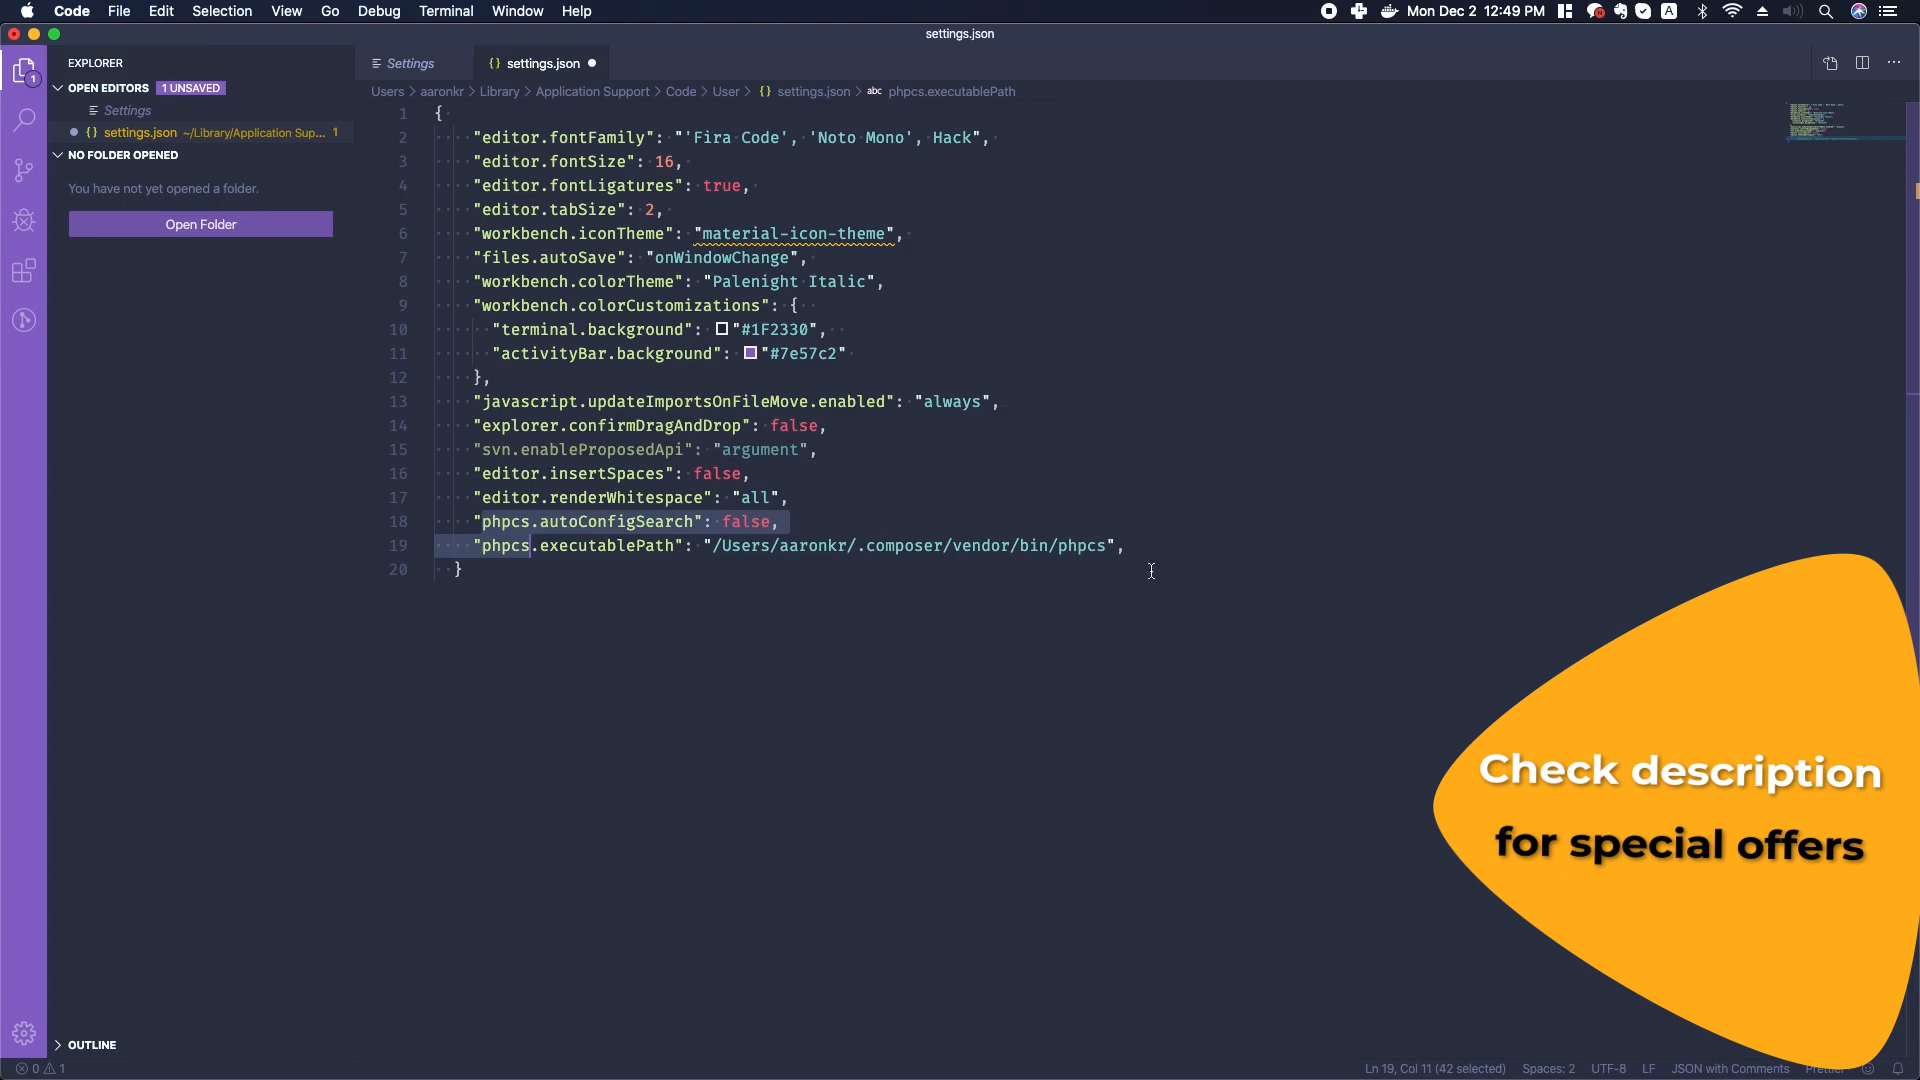 Code File Edit Selection View Go Debug Terminal Window Help
Mon Dec 2 12:49 PM
settings.json
EXPLORER
OPEN EDITORS 1 UNSAVED
Settings
settings.json ~/Library/Application Sup... 1
NO FOLDER OPENED
You have not yet opened a folder.
Open Folder
OUTLINE
Settings
{} settings.json
Users > aaronkr > Library > Application Support > Code > User > {} settings.json > abc phpcs.executablePath
1 {
2 "editor.fontFamily": "'Fira Code', 'Noto Mono', Hack",
3 "editor.fontSize": 16,
4 "editor.fontLigatures": true,
5 "editor.tabSize": 2,
6 "workbench.iconTheme": "material-icon-theme",
7 "files.autoSave": "onWindowChange",
8 "workbench.colorTheme": "Palenight Italic",
9 "workbench.colorCustomizations": {
10 "terminal.background": "#1F2330",
11 "activityBar.background": "#7e57c2"
12 },
13 "javascript.updateImportsOnFileMove.enabled": "always",
14 "explorer.confirmDragAndDrop": false,
15 "svn.enableProposedApi": "argument",
16 "editor.insertSpaces": false,
17 "editor.renderWhitespace": "all",
18 "phpcs.autoConfigSearch": false,
19 "phpcs.executablePath": "/Users/aaronkr/.composer/vendor/bin/phpcs",
20 }
Check description
for special offers
0 1
Ln 19, Col 11 (42 selected) Spaces: 2 UTF-8 LF JSON with Comments Prettier